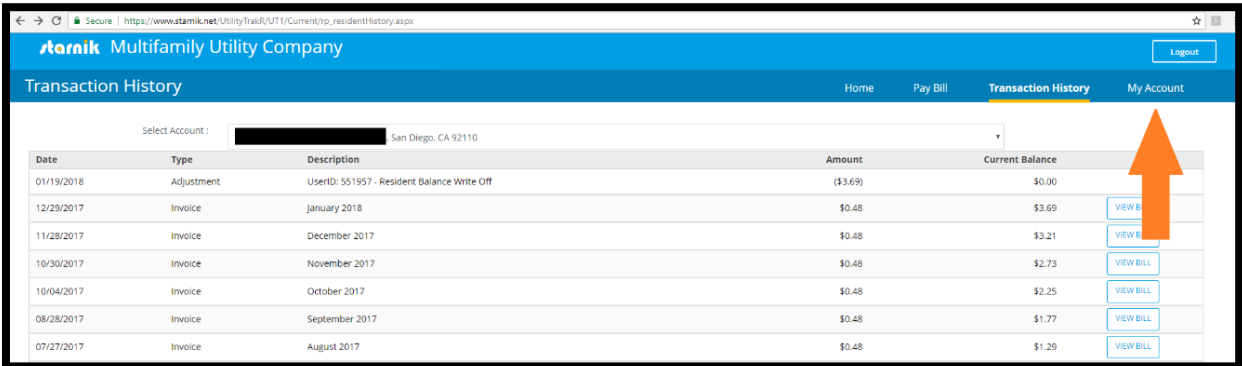 Secure | https://www.starnik.net/UtilityTrakR/UT1/Current/rp_residentHistory.aspx
starnik Multifamily Utility Company
Logout
Transaction History
Home Pay Bill Transaction History My Account
Select Account :
, San Diego, CA 92110
Date Type Description Amount Current Balance
01/19/2018 Adjustment UserID: 551957 - Resident Balance Write Off ($3.69) $0.00
12/29/2017 Invoice January 2018 $0.48 $3.69 VIEW
11/28/2017 Invoice December 2017 $0.48 $3.21 VIEW
10/30/2017 Invoice November 2017 $0.48 $2.73 VIEW BILL
10/04/2017 Invoice October 2017 $0.48 $2.25 VIEW BILL
08/28/2017 Invoice September 2017 $0.48 $1.77 VIEW BILL
07/27/2017 Invoice August 2017 $0.48 $1.29 VIEW BILL